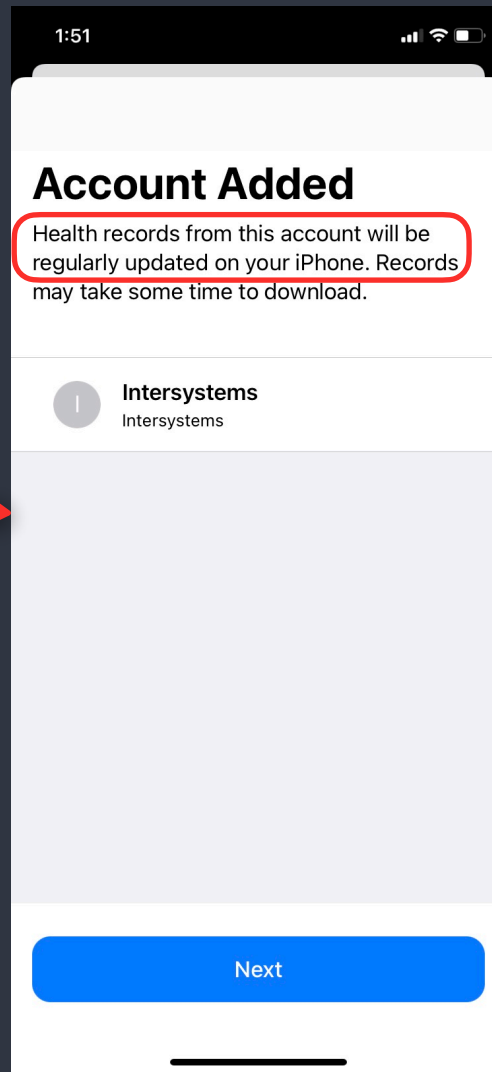 1:51
Account Added
Health records from this account will be
regularly updated on your iPhone. Records
may take some time to download.
I
Intersystems
Intersystems
Next